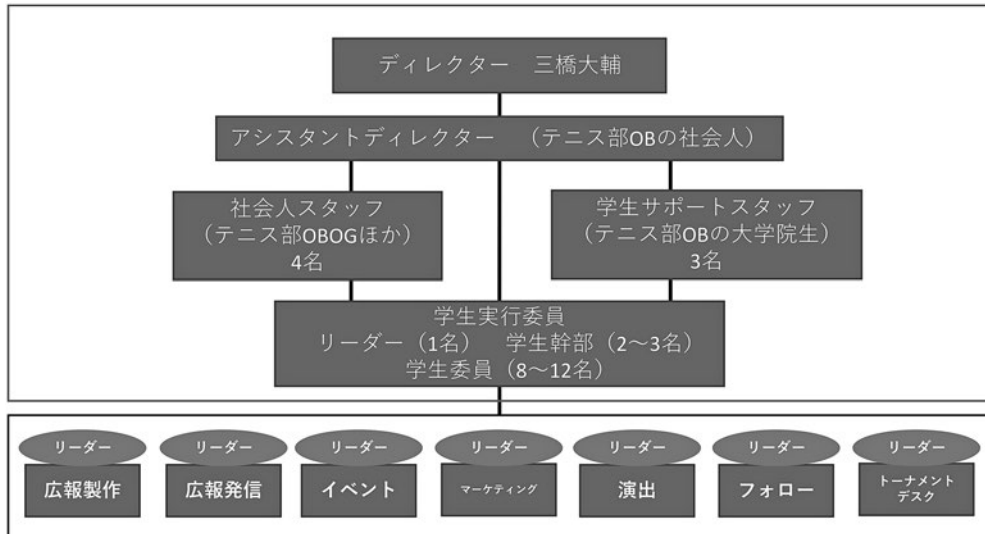 ディレクター　三橋大輔
アシスタントディレクター　（テニス部OBの社会人）
社会人スタッフ
（テニス部OBOGほか）
4名
学生サポートスタッフ
（テニス部OBの大学院生）
3名
学生実行委員
リーダー（1名）　学生幹部（2～3名）
学生委員（8～12名）
リーダー
広報製作
リーダー
広報発信
リーダー
イベント
リーダー
マーケティング
リーダー
演出
リーダー
フォロー
リーダー
トーナメント
デスク